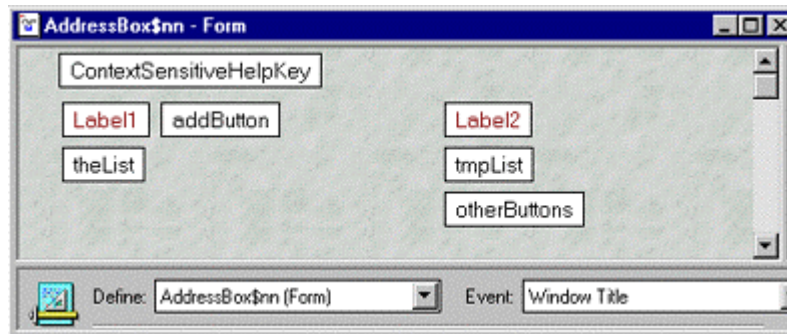 AddressBox$nn - Form
ContextSensitiveHelpKey
Label1 addButton Label2
theList tmpList
otherButtons
Define: AddressBox$nn (Form) Event: Window Title